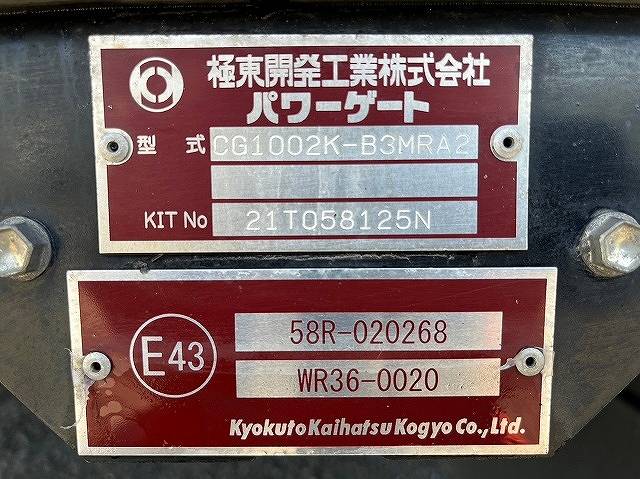 極東開発工業株式会社
パワーゲート
型 式 CG1002K-B3MRA2
KIT No 21T058125N
E43
58R-020268
WR36-0020
Kyokuto Kaihatsu Kogyo Co., Ltd.